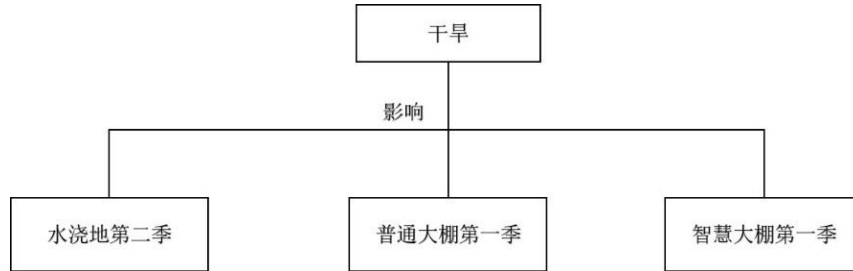 干旱
影响
水浇地第二季
普通大棚第一季
智慧大棚第一季